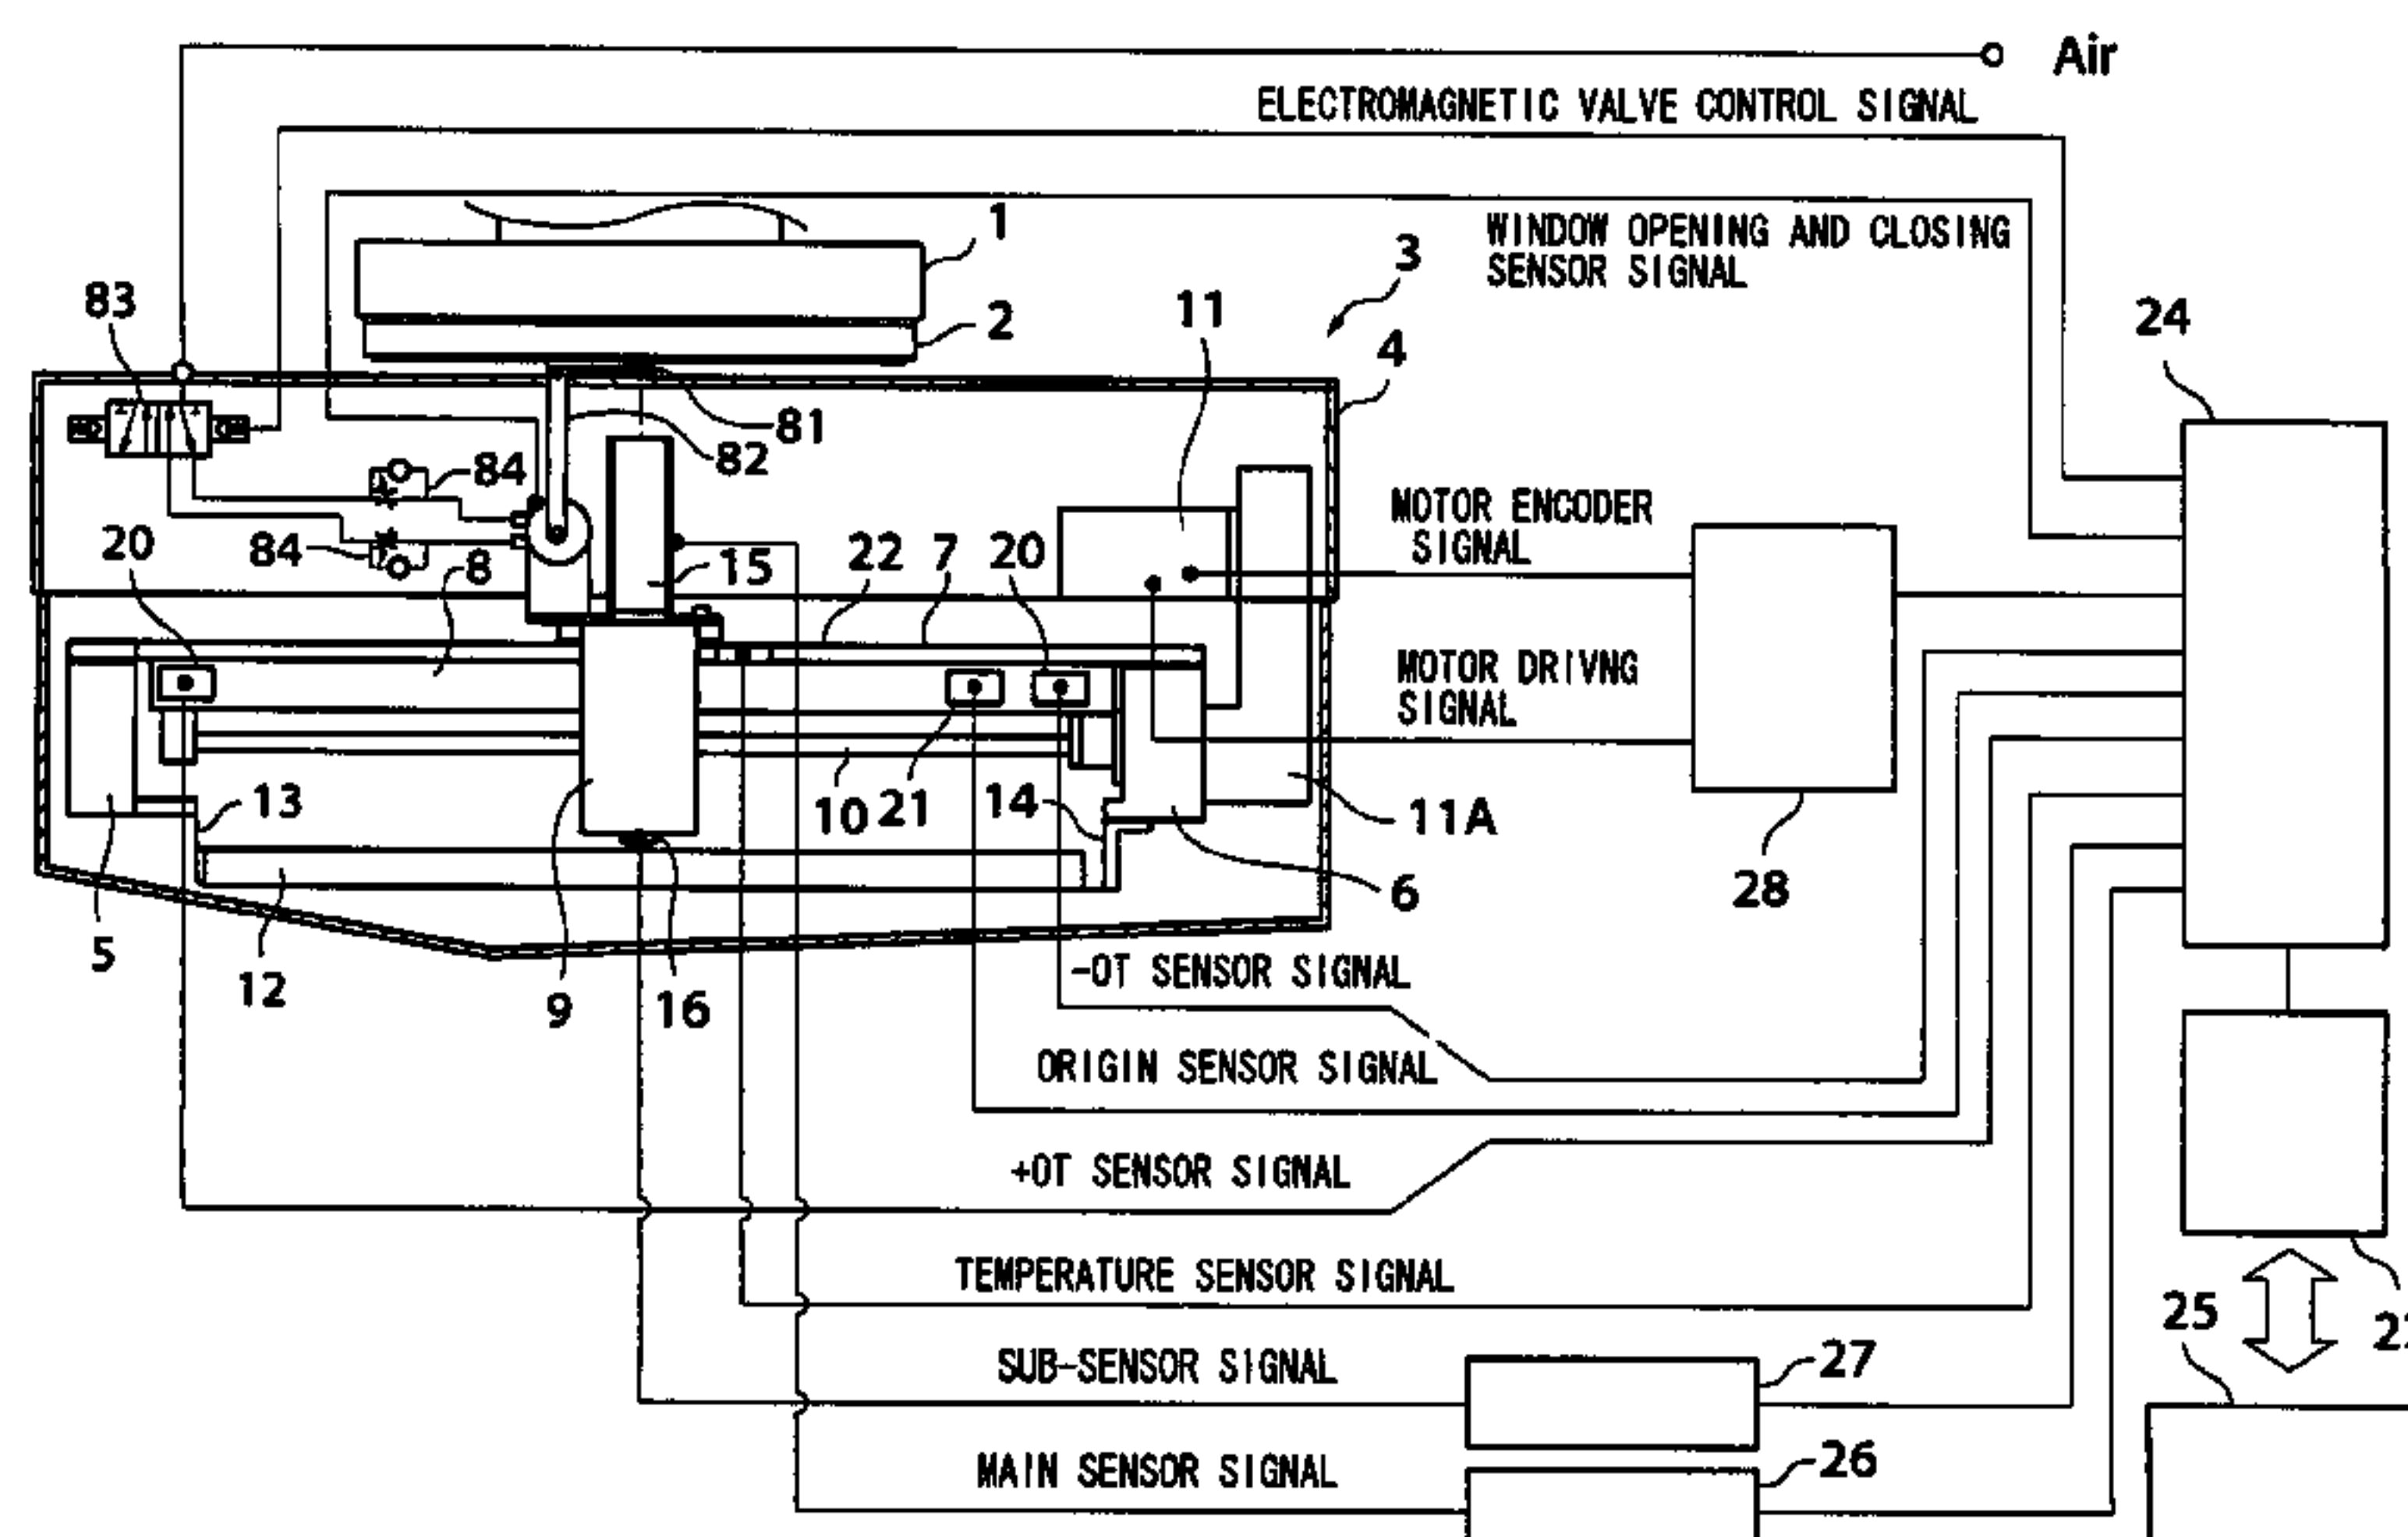 Air
ELECTROMAGNETIC VALVE CONTROL SIGNAL
1
WINDOW OPENING AND CLOSING
SENSOR SIGNAL
3
83
2
11
4
24
81
82
84
MOTOR ENCODER
SIGNAL
20
84
8
15
22
7
20
MOTOR DRIVNG
SIGNAL
13
10
21
14
11A
28
6
5
12
9
16
-OT SENSOR SIGNAL
ORIGIN SENSOR SIGNAL
+OT SENSOR SIGNAL
TEMPERATURE SENSOR SIGNAL
25
SUB-SENSOR SIGNAL
27
MAIN SENSOR SIGNAL
26